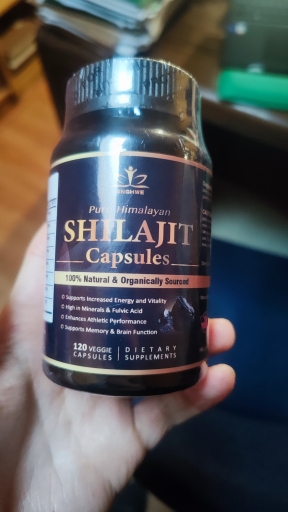 Pure Himalayan
SHILAJIT
Capsules
100% Natural & Organically Sourced
Supports Increased Energy and Vitality
High in Minerals & Fulvic Acid
Enhances Athletic Performance
Supports Memory & Brain Function
120 VEGGIE CAPSULES | DIETARY SUPPLEMENTS